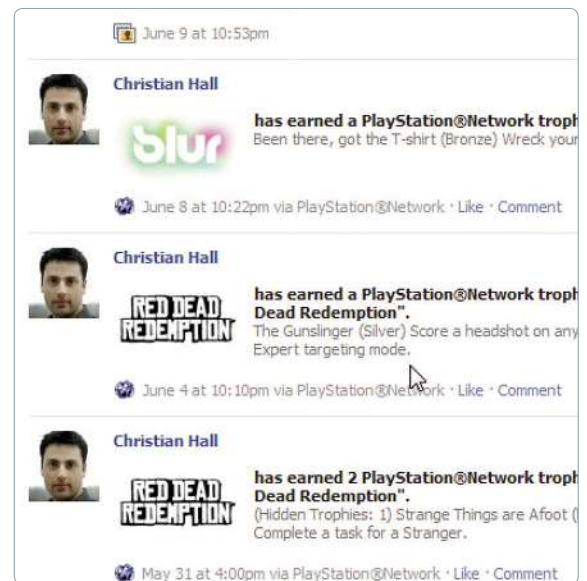 June 9 at 10:53pm
Christian Hall
blur
has earned a PlayStation®Network
Been there, got the T-shirt (Bronze) Wreck your
June 8 at 10:22pm via PlayStation®Network · Like · Comment
Christian Hall
RED DEAD
REDEMPTION
has earned a PlayStation®Network
Dead Redemption".
The Gunslinger (Silver) Score a headshot on any
Expert targeting mode.
June 4 at 10:10pm via PlayStation®Network · Like · Comment
Christian Hall
RED DEAD
REDEMPTION
has earned 2 PlayStation®Network
Dead Redemption".
(Hidden Trophies: 1) Strange Things are Afoot (
Complete a task for a Stranger.
May 31 at 4:00pm via PlayStation®Network · Like · Comment